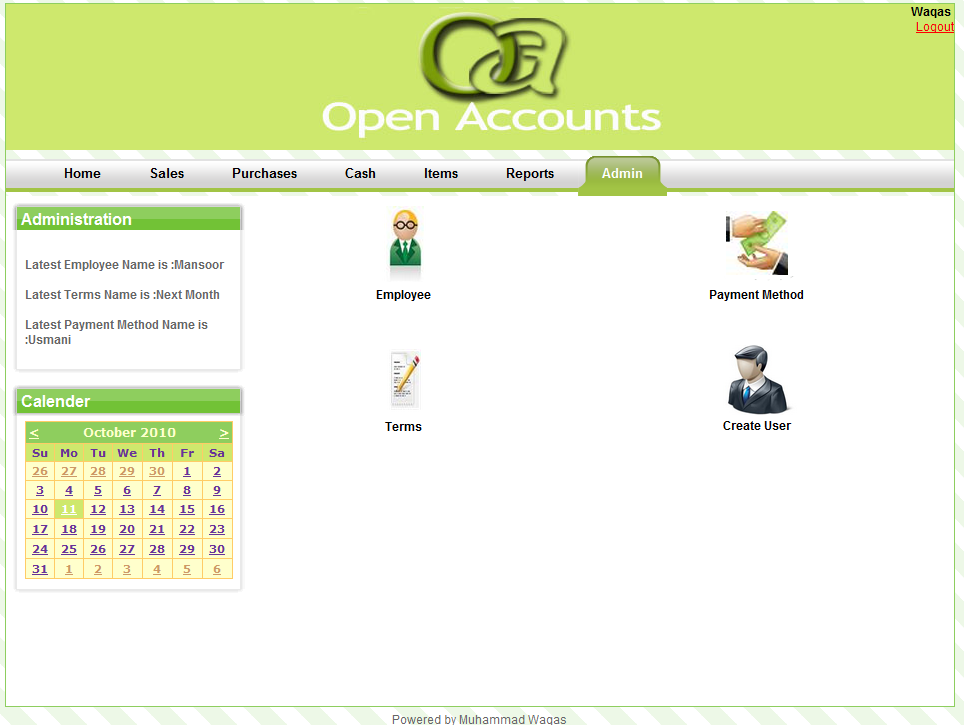 Waqas
Logout
Oa
Open Accounts
Home Sales Purchases Cash Items Reports Admin
Administration
Latest Employee Name is :Mansoor
Latest Terms Name is :Next Month
Latest Payment Method Name is
:Usmani
Employee
Payment Method
Terms
Create User
Calender
< October 2010 >
Su Mo Tu We Th Fr Sa
26 27 28 29 30 1 2
3 4 5 6 7 8 9
10 11 12 13 14 15 16
17 18 19 20 21 22 23
24 25 26 27 28 29 30
31 1 2 3 4 5 6
Powered by Muhammad Waqas